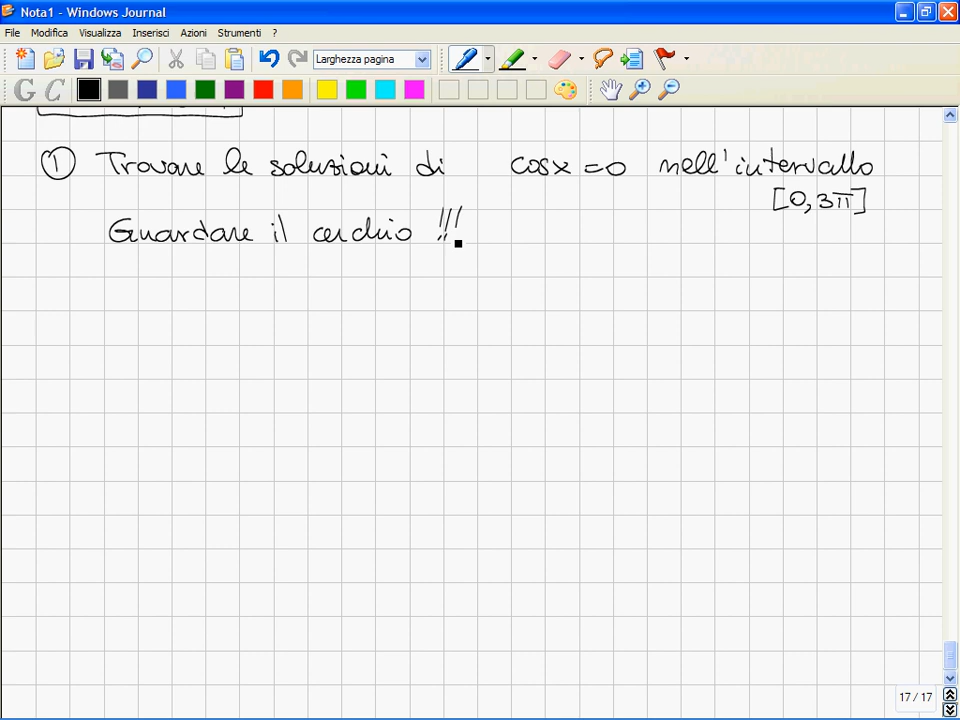 Nota1 - Windows Journal
File Modifica Visualizza Inserisci Azioni Strumenti ?
Larghezza pagina
G C
① Trovare le soluzioni di cosx = 0 nell'intervallo
[0, 3π]
Guardare il cerchio !!!
17 / 17